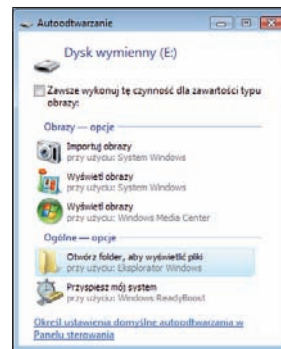 Autoodtwarzanie
Dysk wymienny (E:)
Zawsze wykonuj tę czynność dla zawartości typu
obrazy:
Obrazy — opcje
Importuj obrazy
przy użyciu: System Windows
Wyświetl obrazy
przy użyciu: System Windows
Wyświetl obrazy
przy użyciu: Windows Media Center
Ogólne — opcje
Otwórz folder, aby wyświetlić pliki
przy użyciu: Eksplorator Windows
Przyspiesz mój system
przy użyciu: Windows ReadyBoost
Określ ustawienia domyślne autoodtwarzania w
Panelu sterowania